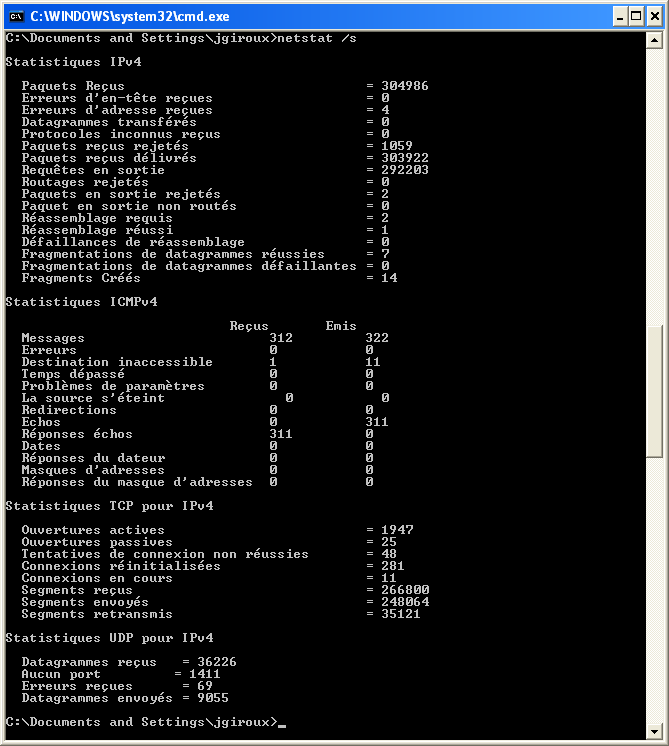 C:\WINDOWS\system32\cmd.exe
C:\Documents and Settings\jgiroux>netstat /s
Statistiques IPv4
Paquets Reçus = 304986
Erreurs d'en-tête reçues = 0
Erreurs d'adresse reçues = 4
Datagrammes transférés = 0
Protocoles inconnus reçus = 0
Paquets reçus rejetés = 1059
Paquets reçus délivrés = 303922
Requêtes en sortie = 292203
Routages rejetés = 0
Paquets en sortie rejetés = 2
Paquet en sortie non routés = 0
Réassemblage requis = 2
Réassemblage réussi = 1
Défaillances de réassemblage = 0
Fragmentations de datagrammes réussies = 7
Fragmentations de datagrammes défaillantes = 0
Fragments Créés = 14
Statistiques ICMPv4
Reçus Emis
Messages 312 322
Erreurs 0 0
Destination inaccessible 1 11
Temps dépassé 0 0
Problèmes de paramètres 0 0
La source s'éteint 0 0
Redirections 0 0
Echos 0 311
Réponses échos 311 0
Dates 0 0
Réponses du dateur 0 0
Masques d'adresses 0 0
Réponses du masque d'adresses 0 0
Statistiques TCP pour IPv4
Ouvertures actives = 1947
Ouvertures passives = 25
Tentatives de connexion non réussies = 48
Connexions réinitialisées = 281
Connexions en cours = 11
Segments reçus = 266800
Segments envoyés = 248064
Segments retransmis = 35121
Statistiques UDP pour IPv4
Datagrammes reçus = 36226
Aucun port = 1411
Erreurs reçues = 69
Datagrammes envoyés = 9055
C:\Documents and Settings\jgiroux>_